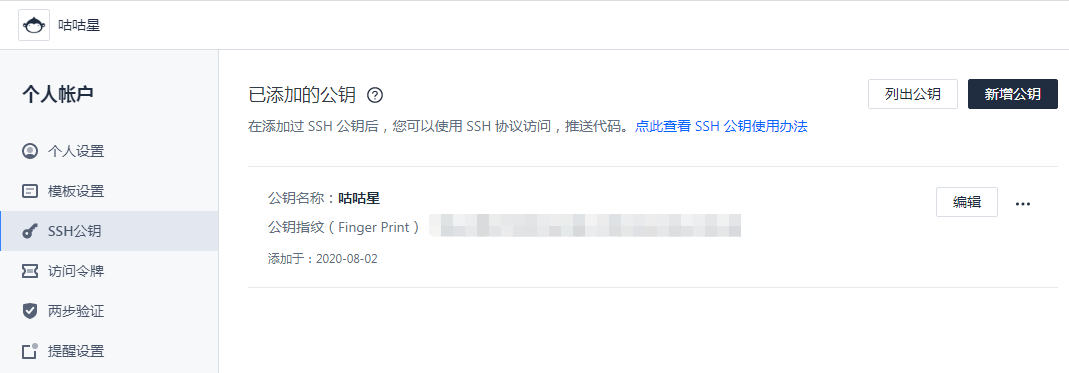 咕咕星
个人帐户
个人设置
模板设置
SSH公钥
访问令牌
两步验证
提醒设置
已添加的公钥
列出公钥
新增公钥
在添加过 SSH 公钥后，您可以使用 SSH 协议访问，推送代码。点此查看 SSH 公钥使用办法
公钥名称：咕咕星
编辑
公钥指纹（Finger Print）
添加于：2020-08-02